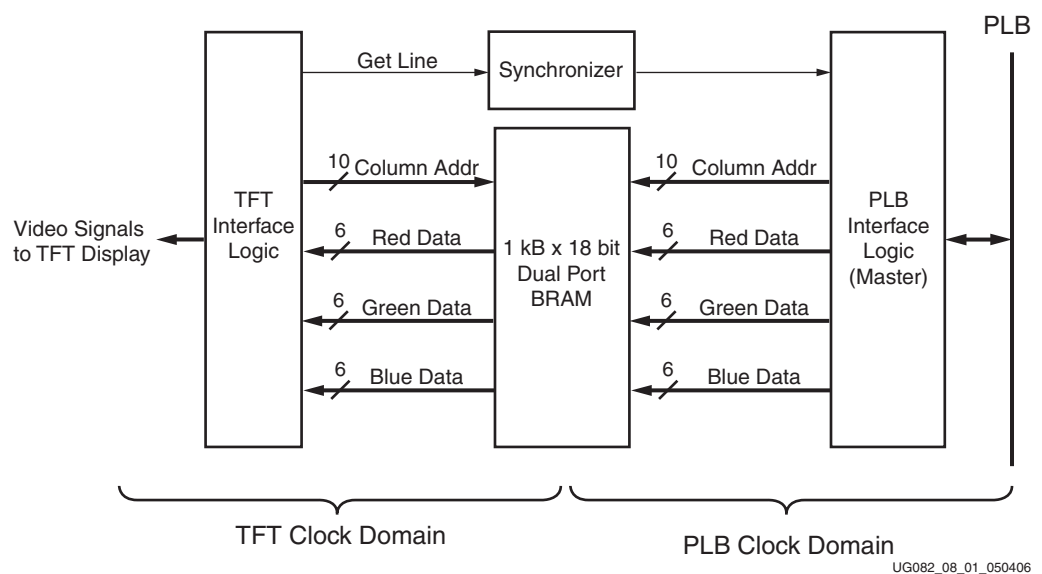 PLB
Get Line
Synchronizer
10
Column Addr
10
Column Addr
TFT
Interface
Logic
PLB
Interface
Logic
(Master)
Video Signals
to TFT Display
6
Red Data
6
Red Data
1 kB x 18 bit
Dual Port
BRAM
6
Green Data
6
Green Data
6
Blue Data
6
Blue Data
TFT Clock Domain
PLB Clock Domain
UG082_08_01_050406